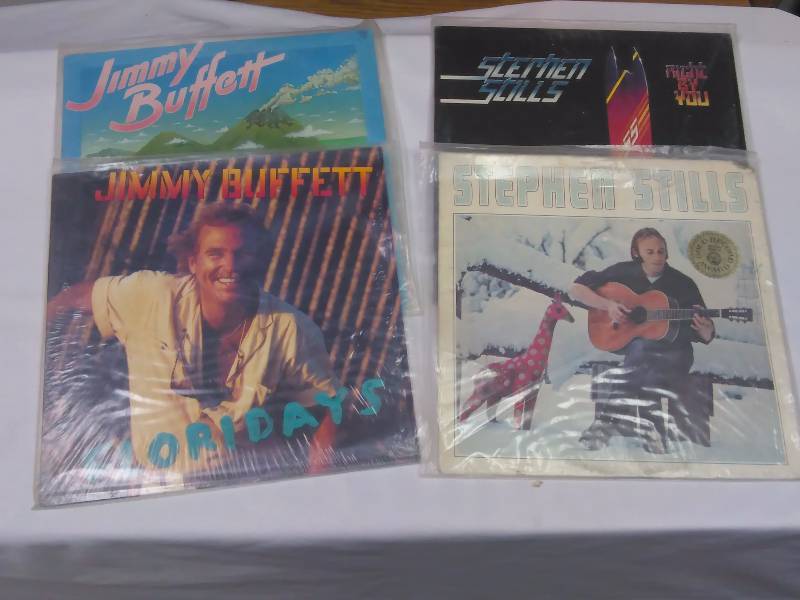 Jimmy
Buffett
STEPHEN
STILLS
RIGHT
BY
YOU
JIMMY BUFFETT
FLORIDAYS
STEPHEN STILLS